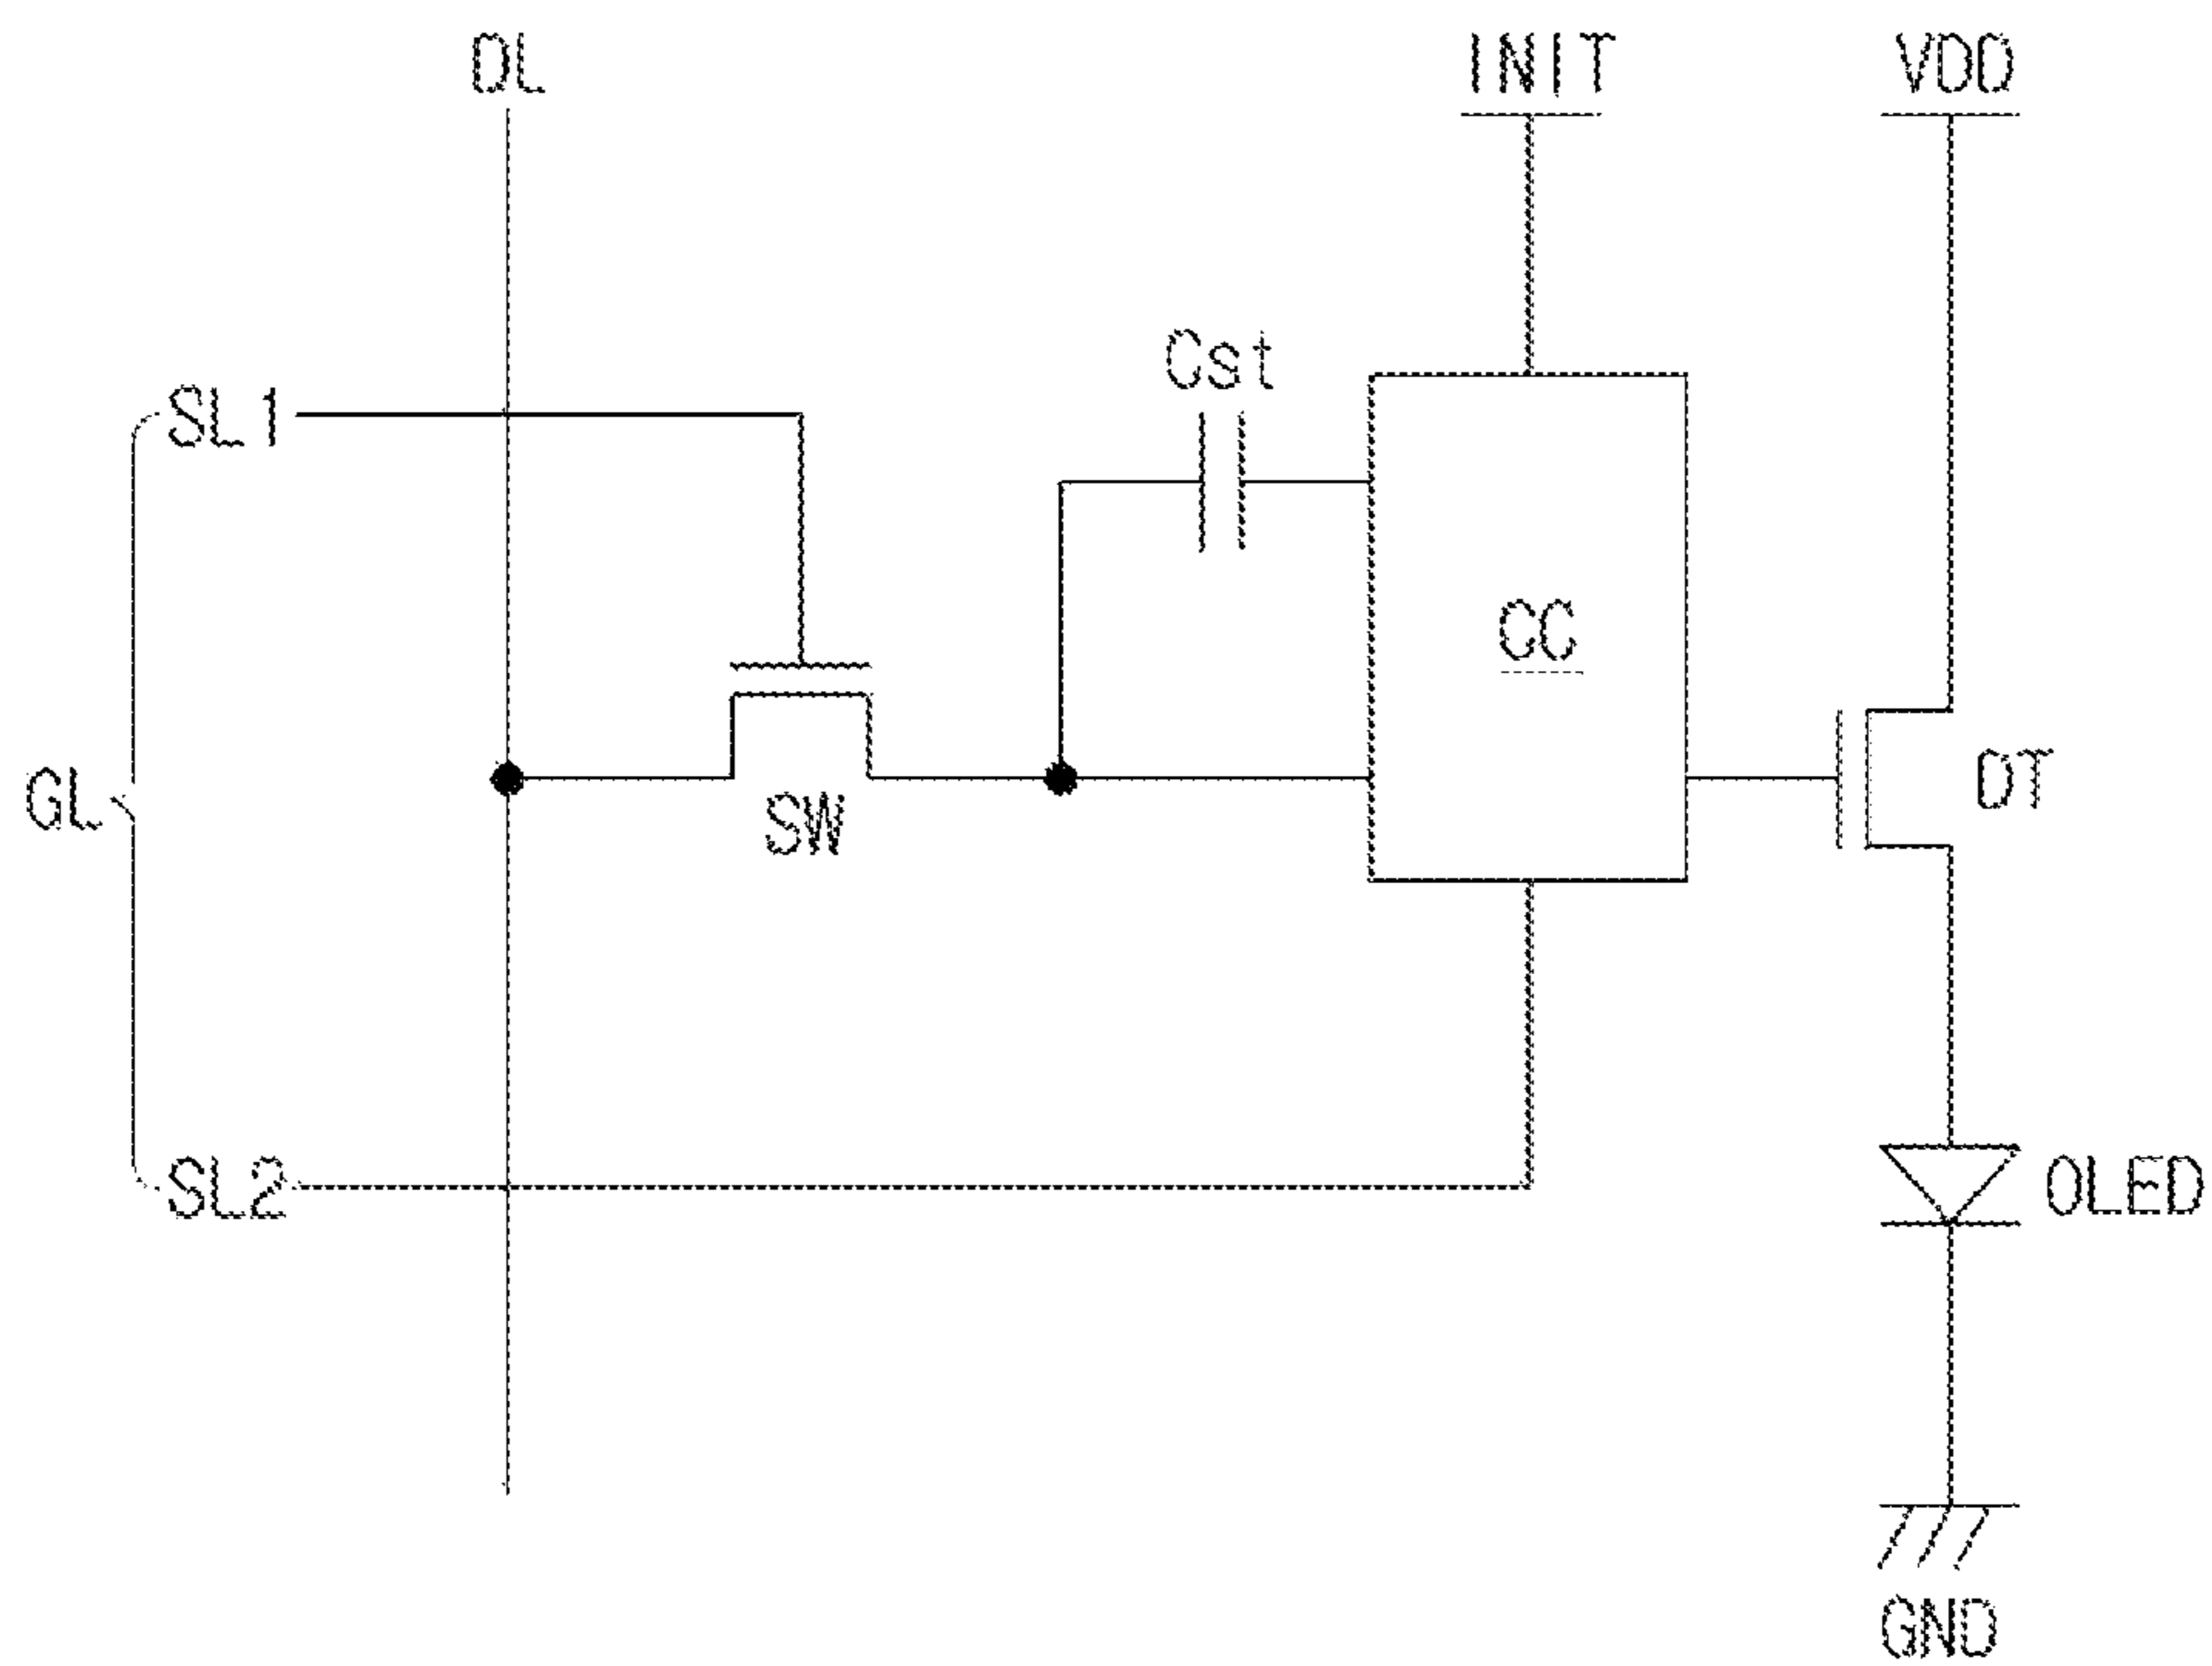 DL
INIT
VDD
Cst
SL1
CC
GL
SW
DT
SL2
OLED
GND